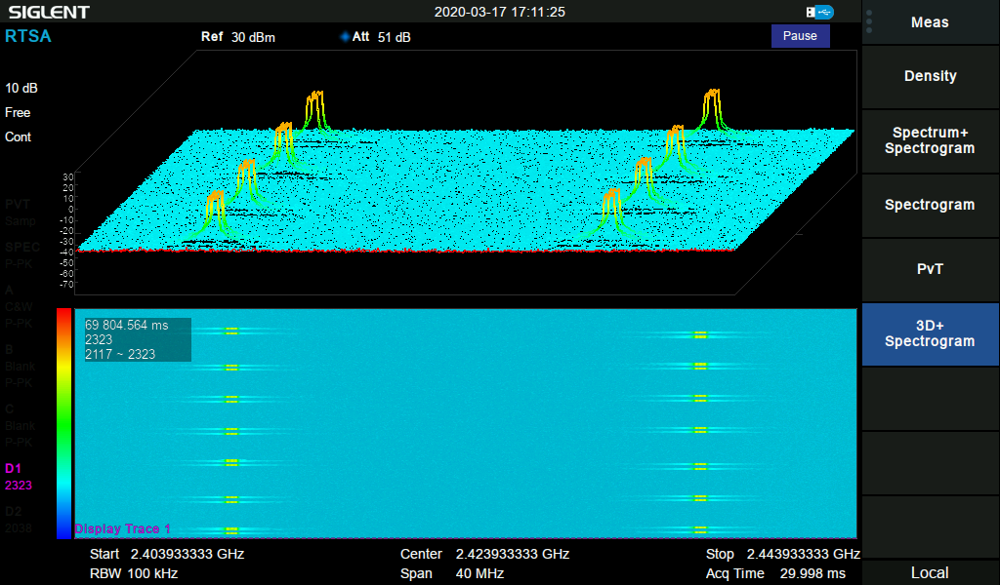 SIGLENT
2020-03-17 17:11:25
RTSA
Ref 30 dBm
Att 51 dB
Pause
10 dB
Free
Cont
30
20
10
0
-10
-20
-30
-40
-50
-60
-70
PVT
Samp
SPEC
P-PK
A
C&W
P-PK
B
Blank
P-PK
C
Blank
P-PK
D1
2323
D2
2038
69 804.564 ms
2323
2117 ~ 2323
Display Trace 1
Start 2.403933333 GHz
Center 2.423933333 GHz
Stop 2.443933333 GHz
RBW 100 kHz
Span 40 MHz
Acq Time 29.998 ms
Meas
Density
Spectrum+
Spectrogram
Spectrogram
PvT
3D+
Spectrogram
Local